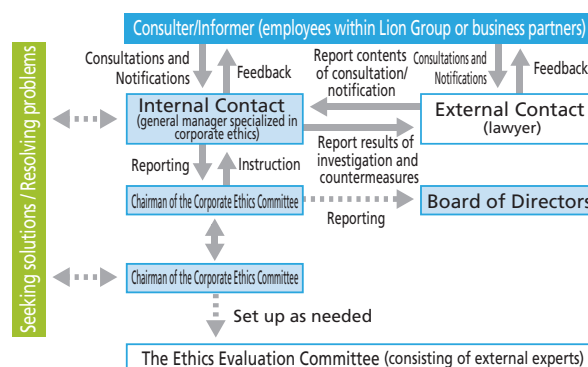 Consulter/Informer (employees within Lion Group or business partners)
Consultations and
Notifications
Feedback
Report contents
of consultation/
notification
Consultations and
Notifications
Feedback
Internal Contact
(general manager specialized in
corporate ethics)
External Contact
(lawyer)
Reporting
Instruction
Report results of
investigation and
countermeasures
Chairman of the Corporate Ethics Committee
Reporting
Board of Directors
Chairman of the Corporate Ethics Committee
Set up as needed
The Ethics Evaluation Committee (consisting of external experts)
Seeking solutions / Resolving problems